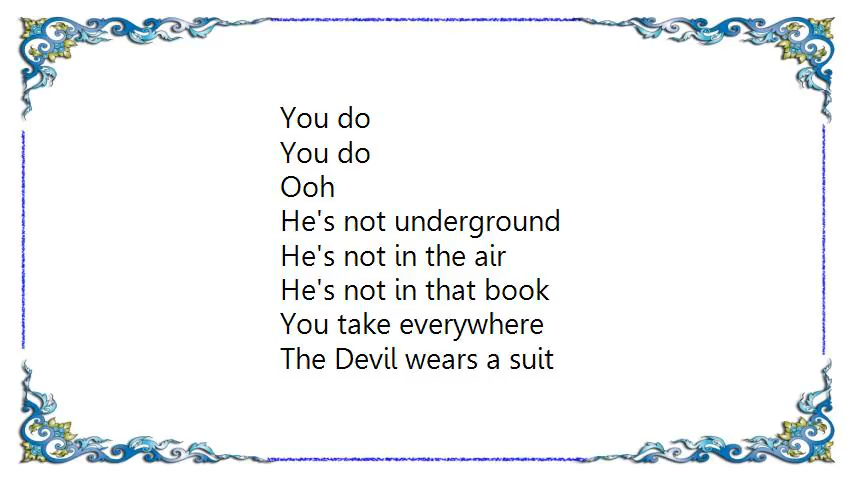 You do
You do
Ooh
He's not underground
He's not in the air
He's not in that book
You take everywhere
The Devil wears a suit